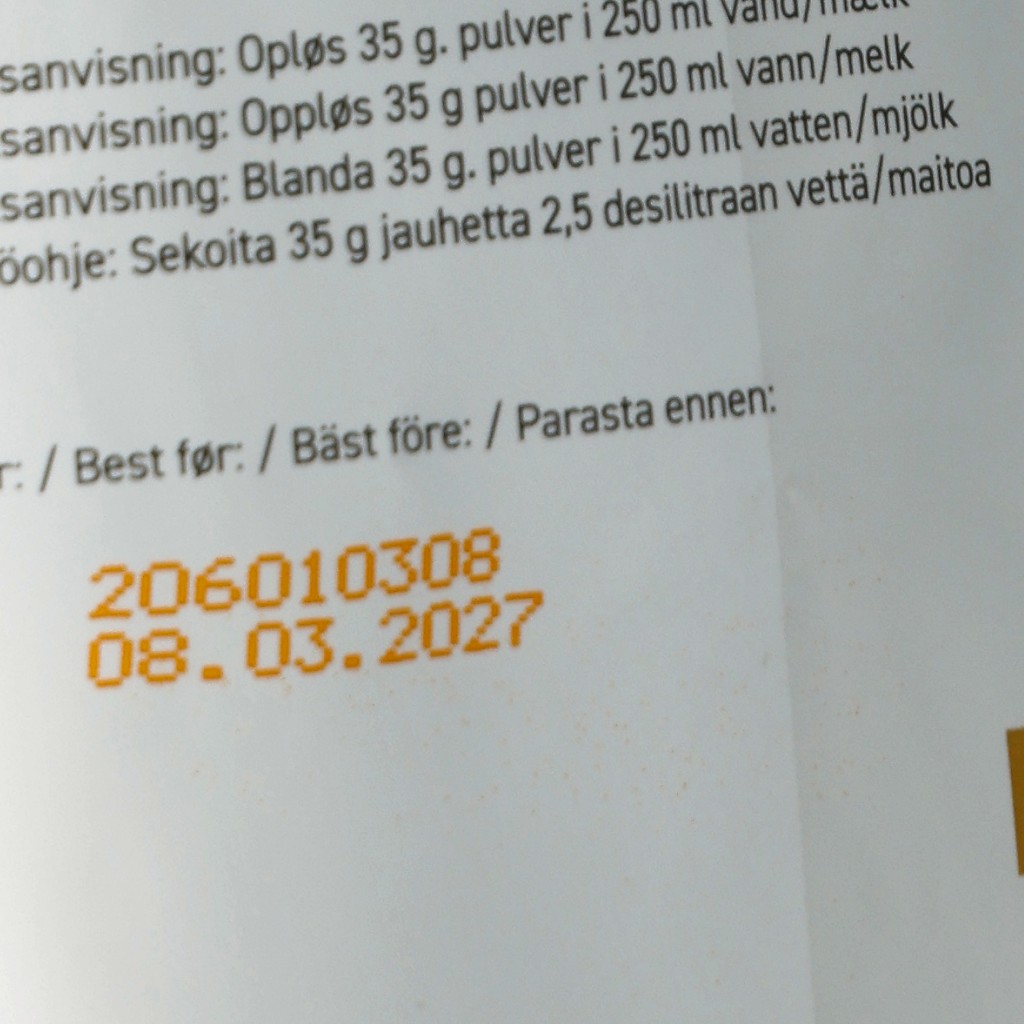 sanvisning: Opløs 35 g. pulver i 250 ml vand/mælk
sanvisning: Oppløs 35 g pulver i 250 ml vann/melk
sanvisning: Blanda 35 g. pulver i 250 ml vatten/mjölk
öohje: Sekoita 35 g jauhetta 2,5 desilitraan vettä/maitoa
r: / Best før: / Bäst före: / Parasta ennen:
206010308
08.03.2027